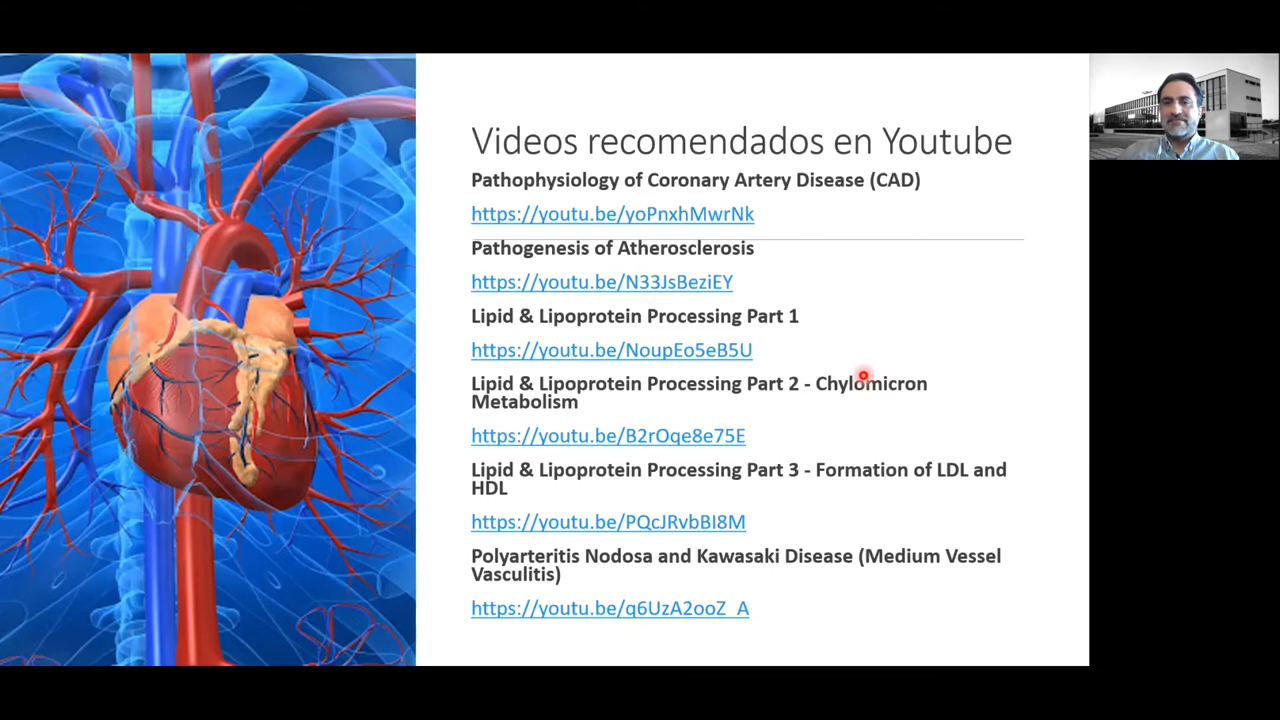 Videos recomendados en Youtube
Pathophysiology of Coronary Artery Disease (CAD)
https://youtu.be/yoPnxhMwrNk
Pathogenesis of Atherosclerosis
https://youtu.be/N33JsBeziEY
Lipid & Lipoprotein Processing Part 1
https://youtu.be/NoupEo5eB5U
Lipid & Lipoprotein Processing Part 2 - Chylomicron
Metabolism
https://youtu.be/B2rOqe8e75E
Lipid & Lipoprotein Processing Part 3 - Formation of LDL and
HDL
https://youtu.be/PQcJRvbBI8M
Polyarteritis Nodosa and Kawasaki Disease (Medium Vessel
Vasculitis)
https://youtu.be/q6UzA2ooZ_A